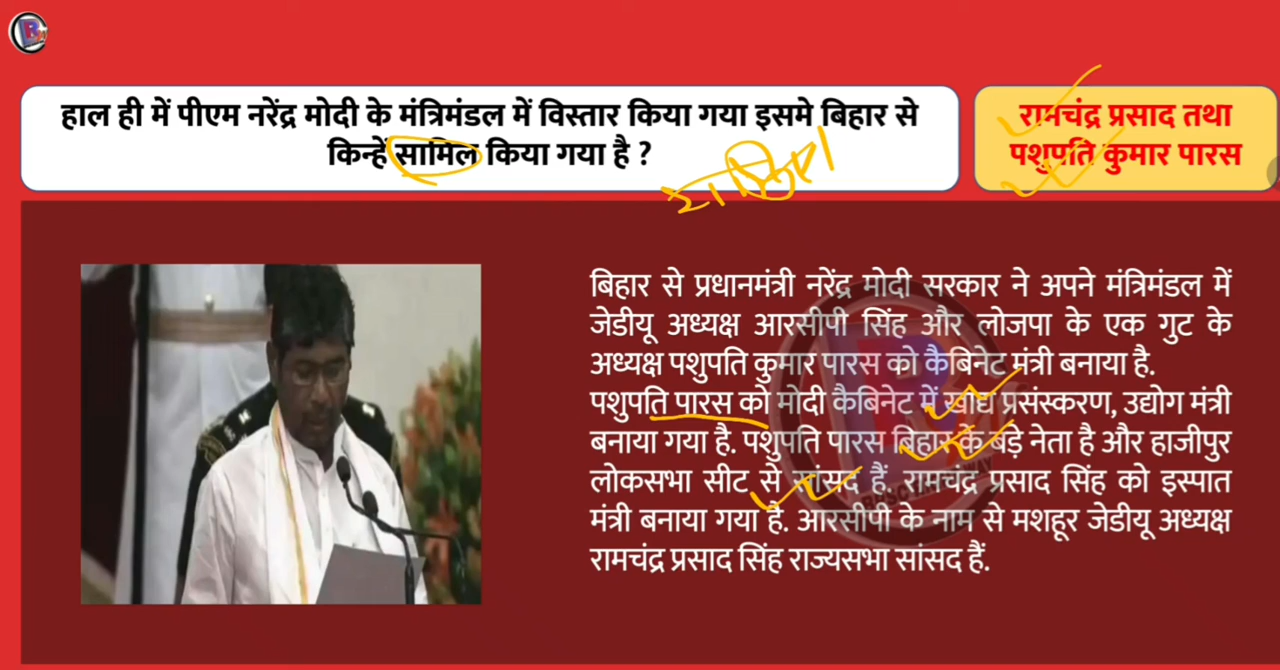 हाल ही में पीएम नरेंद्र मोदी के मंत्रिमंडल में विस्तार किया गया इसमे बिहार से
किन्हें सामिल किया गया है ?
रामचंद्र प्रसाद तथा
पशुपति कुमार पारस
बिहार से प्रधानमंत्री नरेंद्र मोदी सरकार ने अपने मंत्रिमंडल में
जेडीयू अध्यक्ष आरसीपी सिंह और लोजपा के एक गुट के
अध्यक्ष पशुपति कुमार पारस को कैबिनेट मंत्री बनाया है.
पशुपति पारस को मोदी कैबिनेट में खाद्य प्रसंस्करण, उद्योग मंत्री
बनाया गया है. पशुपति पारस बिहार के बड़े नेता है और हाजीपुर
लोकसभा सीट से सांसद हैं. रामचंद्र प्रसाद सिंह को इस्पात
मंत्री बनाया गया है. आरसीपी के नाम से मशहूर जेडीयू अध्यक्ष
रामचंद्र प्रसाद सिंह राज्यसभा सांसद हैं.